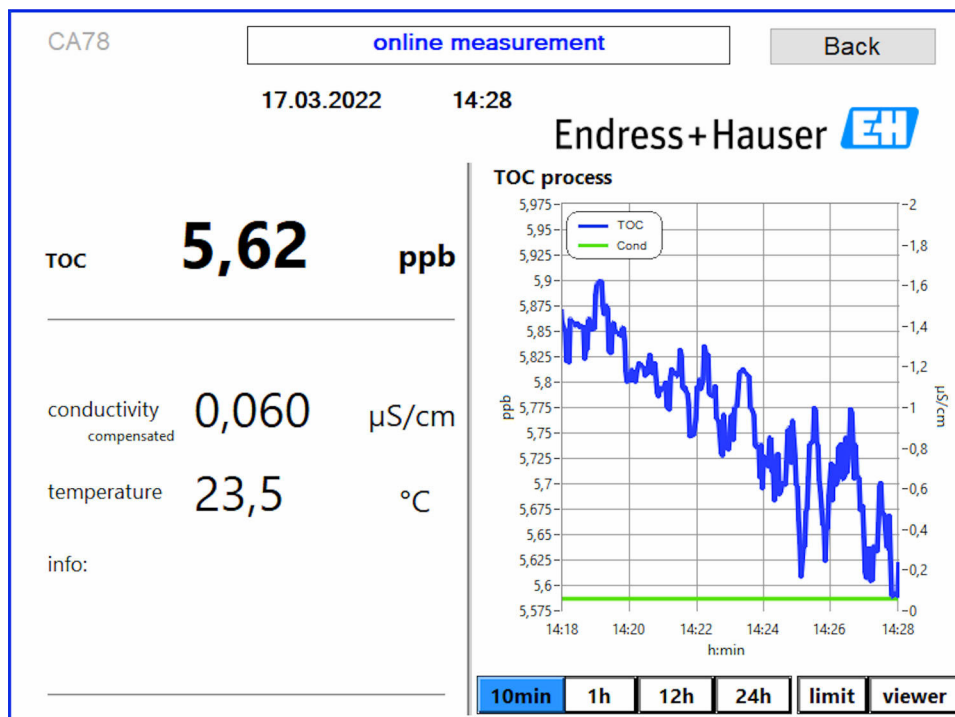 CA78
online measurement
Back
17.03.2022 14:28
Endress+Hauser EH
TOC 5,62 ppb
conductivity compensated 0,060 µS/cm
temperature 23,5 °C
info:
TOC process
TOC
Cond
5,975
5,95
5,925
5,9
5,875
5,85
5,825
5,8
5,775
5,75
5,725
5,7
5,675
5,65
5,625
5,6
5,575
ppb
2
1,8
1,6
1,4
1,2
1
0,8
0,6
0,4
0,2
0
µS/cm
14:18 14:20 14:22 14:24 14:26 14:28
h:min
10min 1h 12h 24h limit viewer